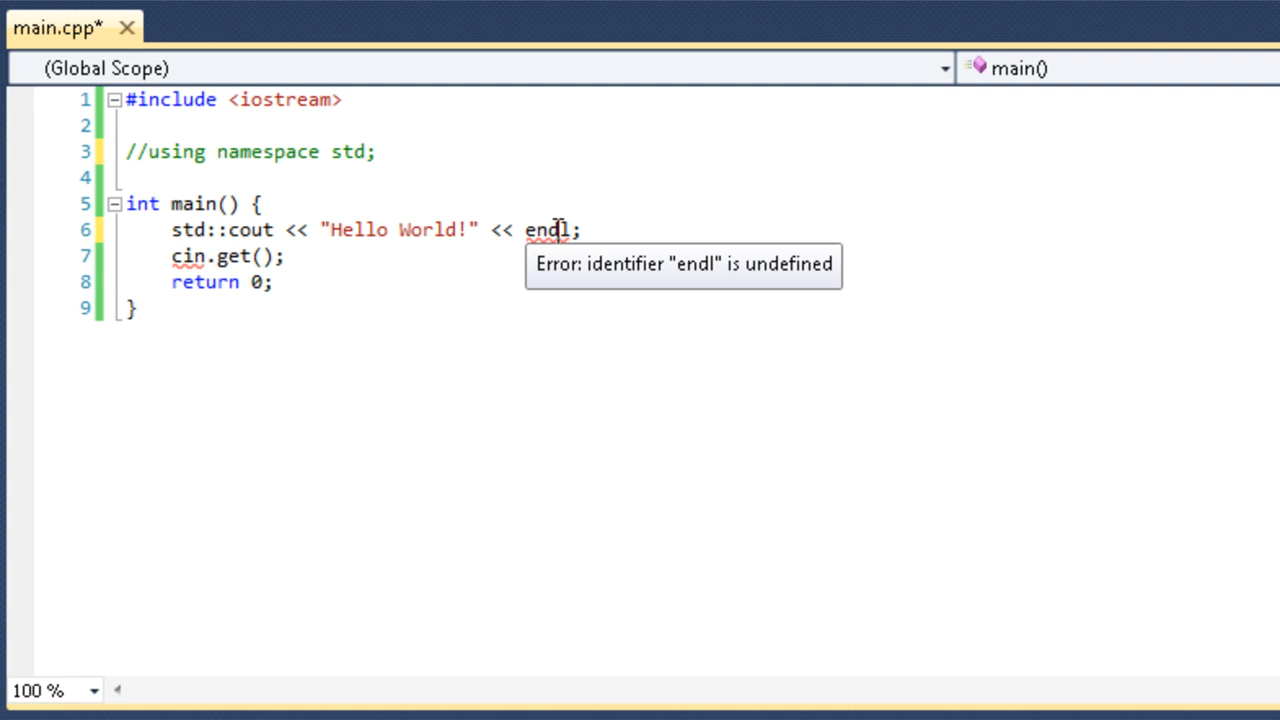 main.cpp*
(Global Scope) main()
1 #include <iostream>
2
3 //using namespace std;
4
5 int main() {
6 std::cout << "Hello World!" << endl;
7 cin.get();
Error: identifier "endl" is undefined
8 return 0;
9 }
100 %